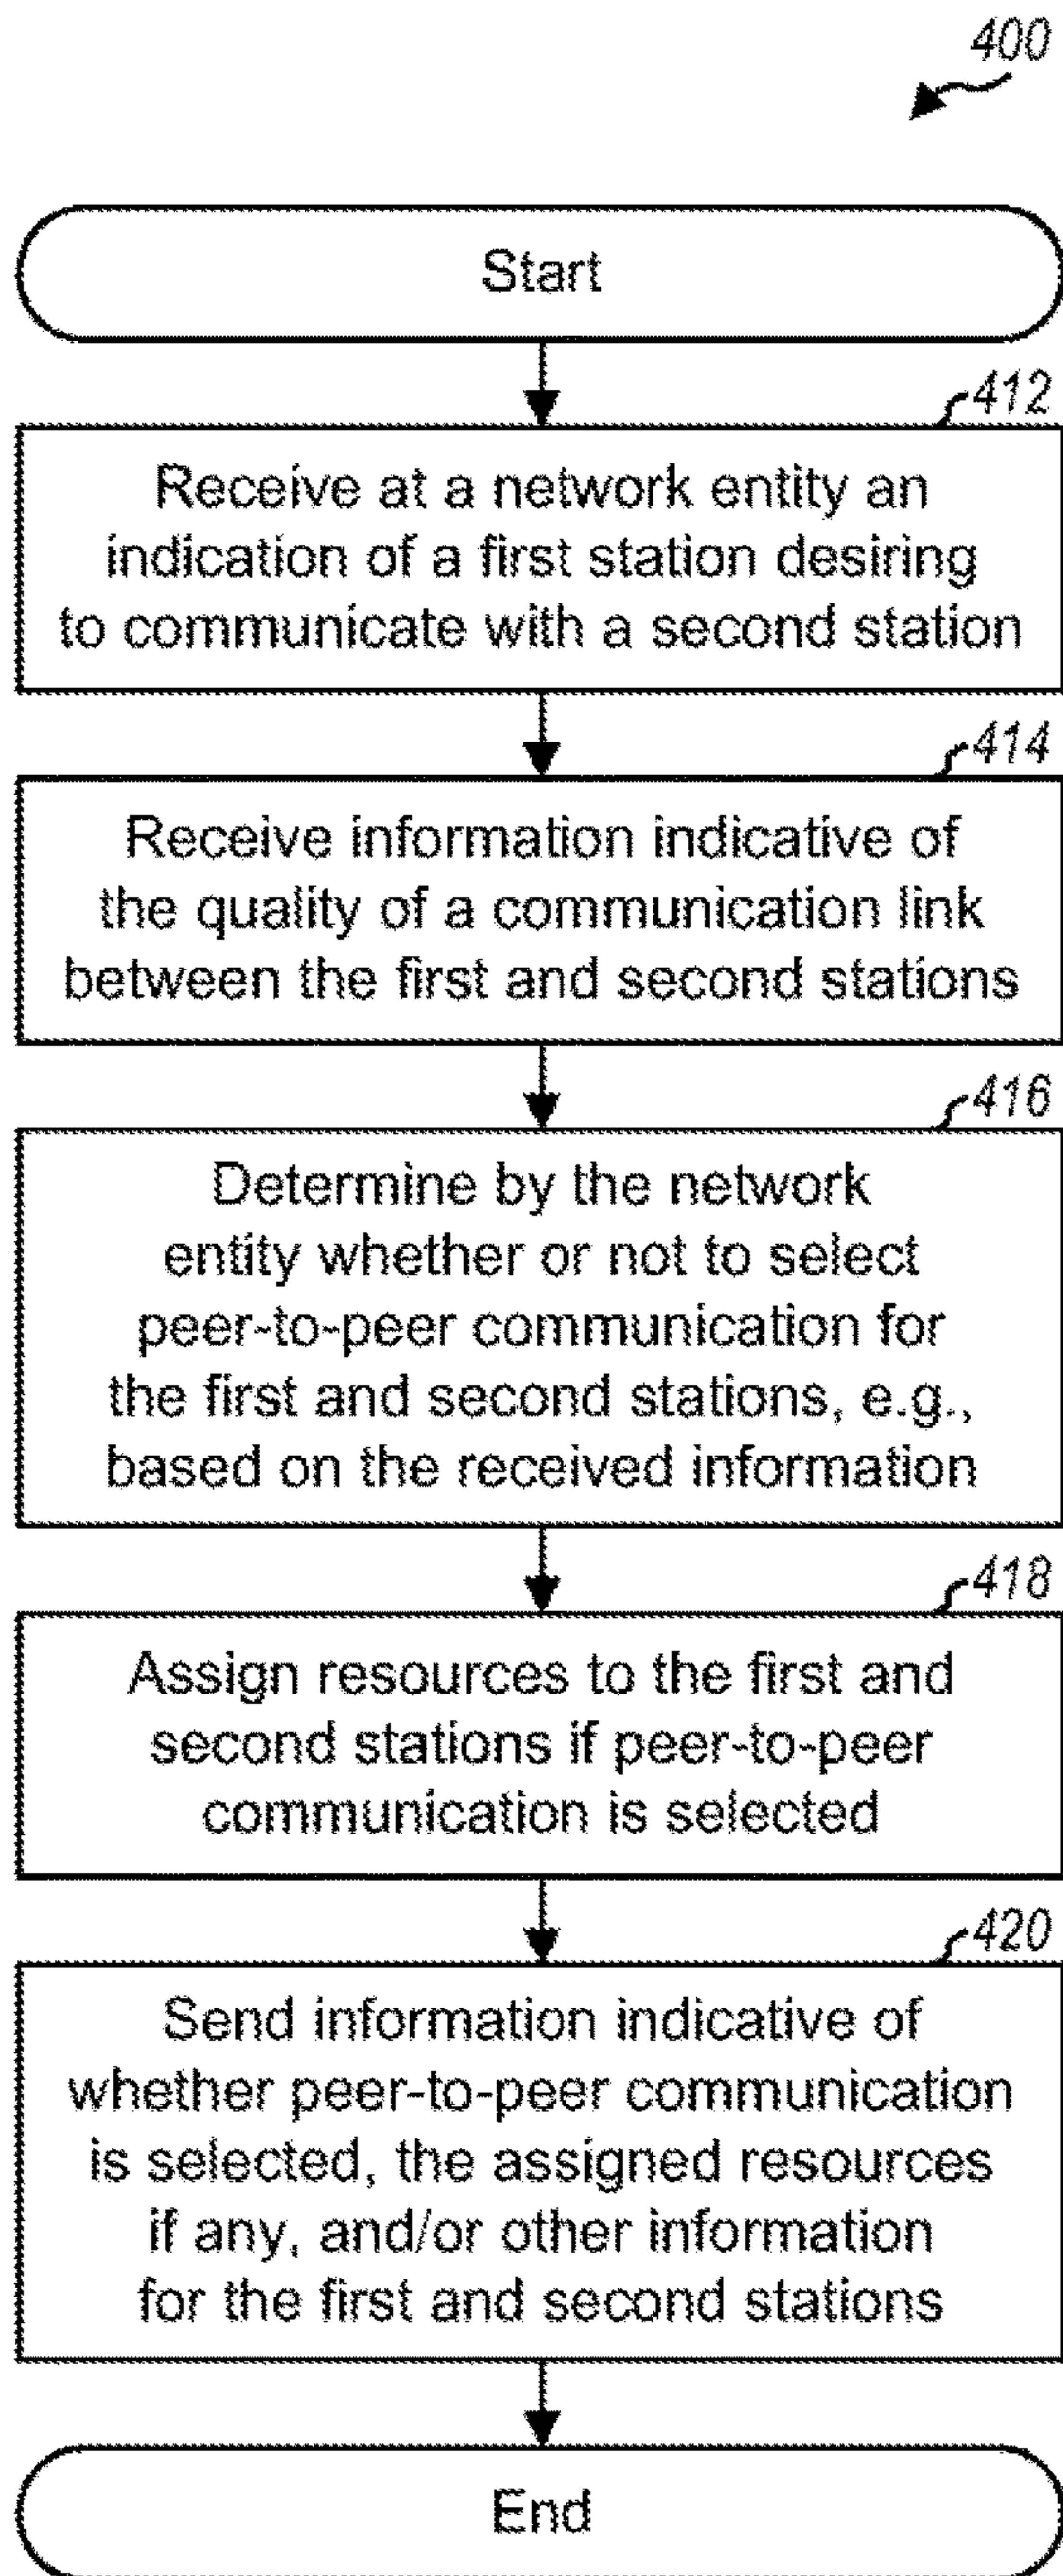 400
Start
412
Receive at a network entity an
indication of a first station desiring
to communicate with a second station
414
Receive information indicative of
the quality of a communication link
between the first and second stations
416
Determine by the network
entity whether or not to select
peer-to-peer communication for
the first and second stations, e.g.,
based on the received information
418
Assign resources to the first and
second stations if peer-to-peer
communication is selected
420
Send information indicative of
whether peer-to-peer communication
is selected, the assigned resources
if any, and/or other information
for the first and second stations
End